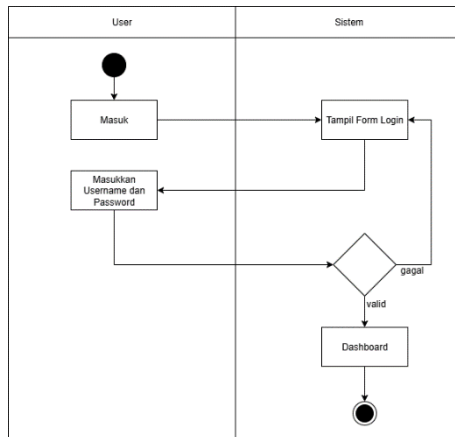 User
Sistem
Masuk
Tampil Form Login
Masukkan
Username dan
Password
gagal
valid
Dashboard